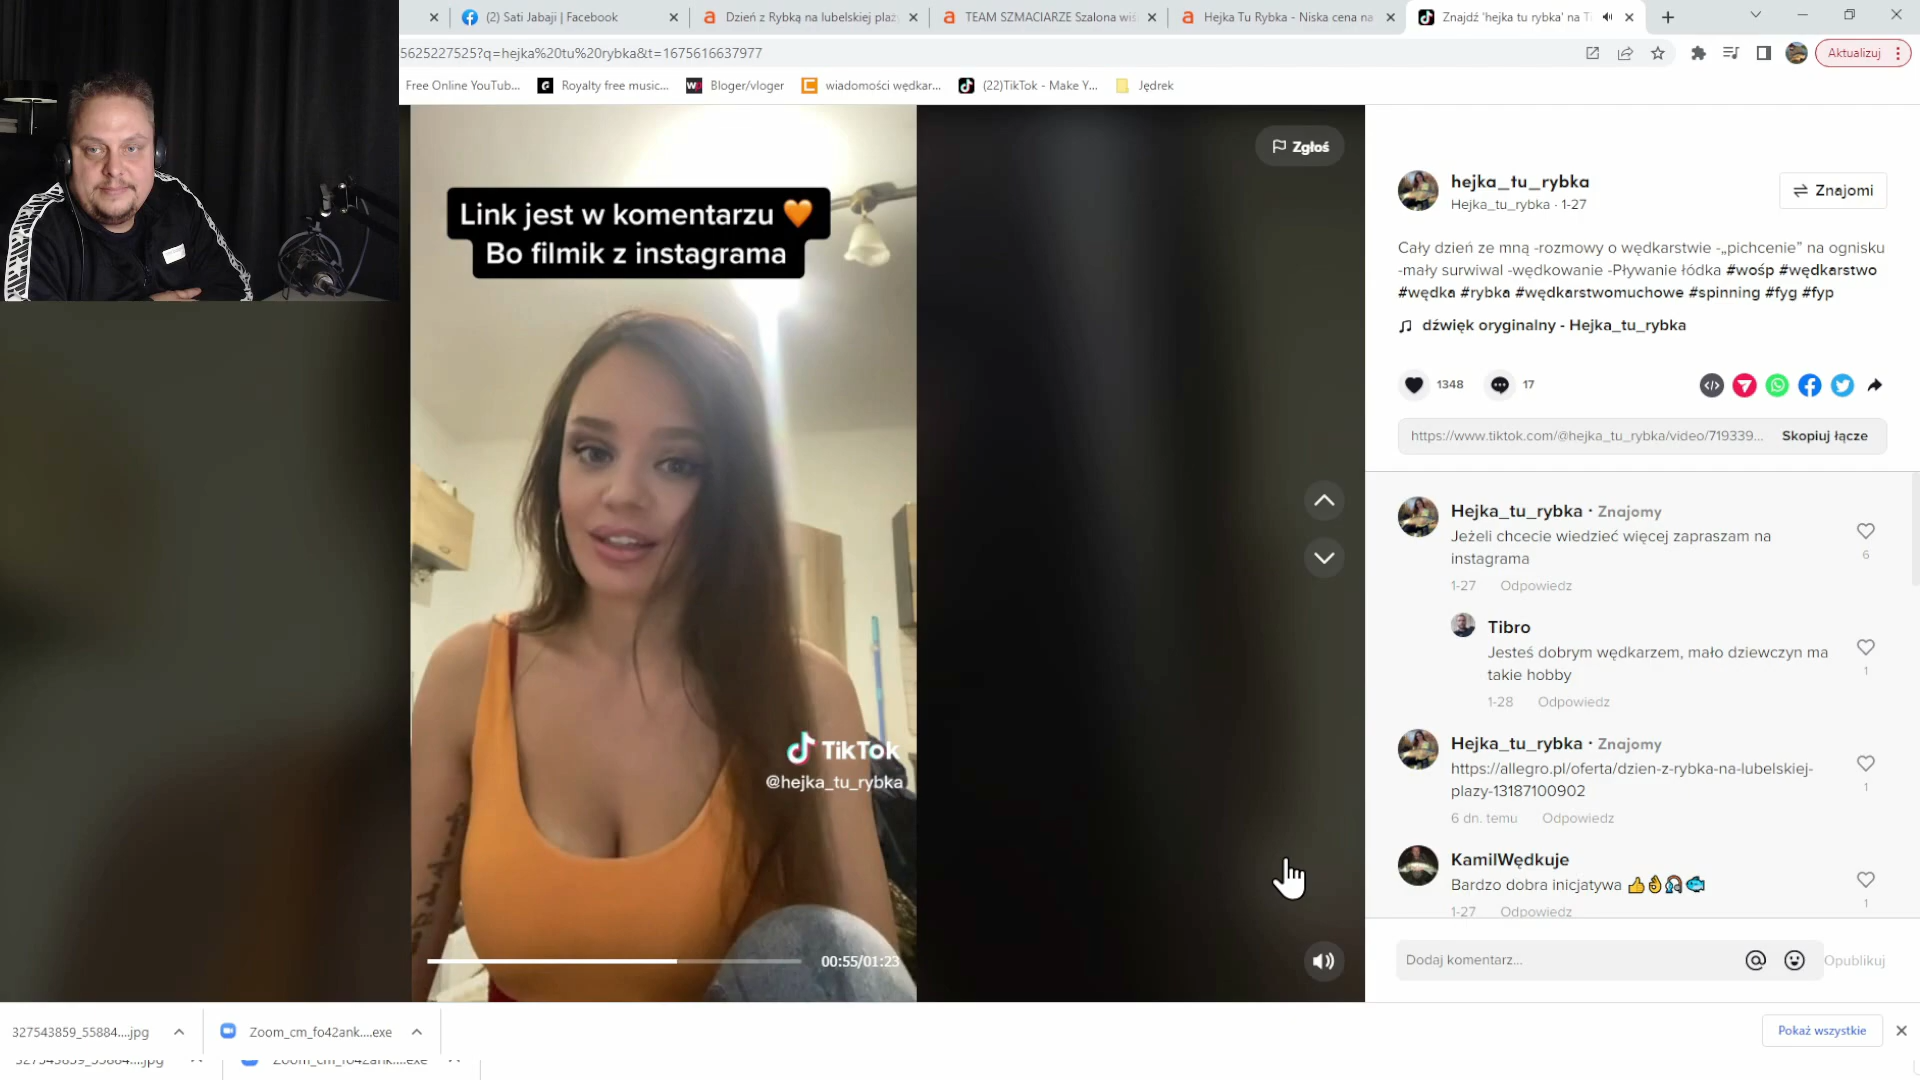 (2) Sati Jabaji | Facebook
Dzień z Rybką na lubelskiej plaż
TEAM SZMACIARZE Szalona wiś
Hejka Tu Rybka - Niska cena na
Znajdź 'hejka tu rybka' na Ti
5625227525?q=hejka%20tu%20rybka&t=1675616637977
Aktualizuj
Free Online YouTub...
Royalty free music...
Bloger/vloger
wiadomości wędkar...
(22)TikTok - Make Y...
Jędrek
Zgłoś
Link jest w komentarzu 🧡
Bo filmik z instagrama
TikTok
@hejka_tu_rybka
00:55/01:23
hejka_tu_rybka
Hejka_tu_rybka · 1-27
Znajomi
Cały dzień ze mną -rozmowy o wędkarstwie -„pichcenie” na ognisku
-mały surwiwal -wędkowanie -Pływanie łódka #wośp #wędkarstwo
#wędka #rybka #wędkarstwomuchowe #spinning #fyg #fyp
dźwięk oryginalny - Hejka_tu_rybka
1348
17
https://www.tiktok.com/@hejka_tu_rybka/video/719339...
Skopiuj łącze
Hejka_tu_rybka · Znajomy
Jeżeli chcecie wiedzieć więcej zapraszam na
instagrama
6
1-27 Odpowiedz
Tibro
Jesteś dobrym wędkarzem, mało dziewczyn ma
takie hobby
1
1-28 Odpowiedz
Hejka_tu_rybka · Znajomy
https://allegro.pl/oferta/dzien-z-rybka-na-lubelskiej-
plazy-13187100902
1
6 dn. temu Odpowiedz
KamilWędkuje
Bardzo dobra inicjatywa 👍👌🎣🐟
1
1-27 Odpowiedz
Dodaj komentarz...
Opublikuj
327543859_55884....jpg
Zoom_cm_fo42ank....exe
Pokaż wszystkie
327543859_55884....jpg
Zoom_cm_fo42ank....exe